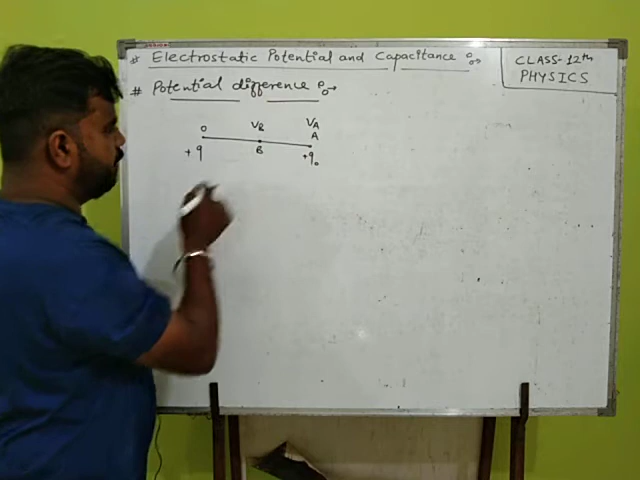 * Electrostatic Potential and Capacitance :→
CLASS- 12th
PHYSICS
# Potential difference :→
O VB VA
A
+q B +q₀